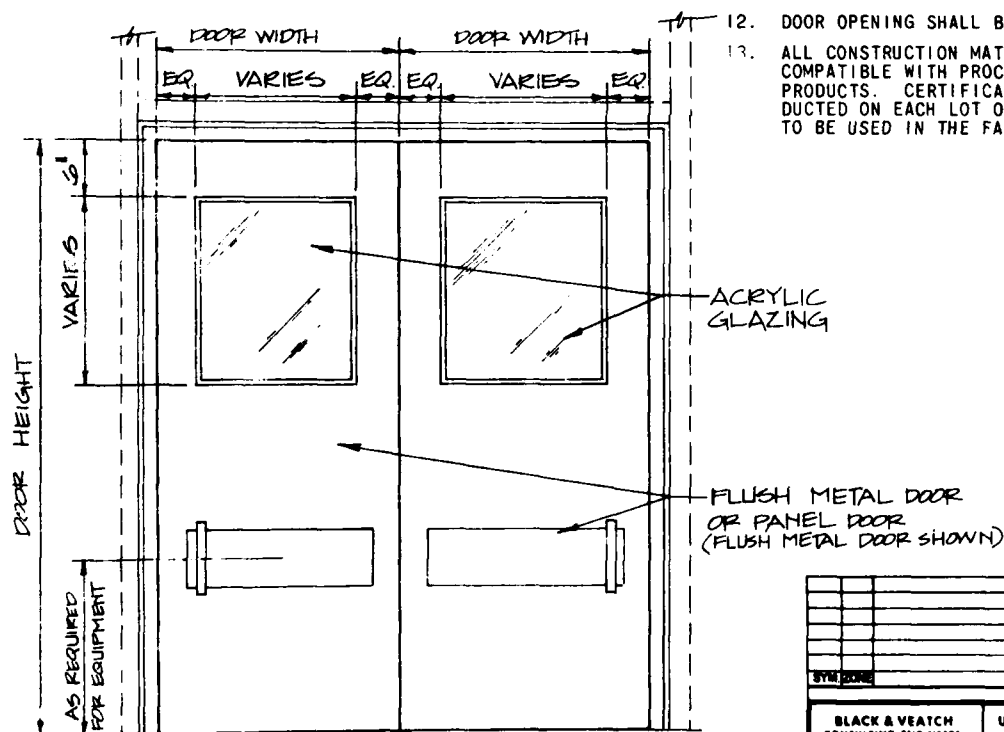 12. DOOR OPENING SHALL B
13. ALL CONSTRUCTION MAT
COMPATIBLE WITH PROC
PRODUCTS. CERTIFICA
DUCTED ON EACH LOT O
TO BE USED IN THE FA
DOOR WIDTH DOOR WIDTH
EQ. VARIES EQ. EQ. VARIES EQ.
6"
VARIES
DOOR HEIGHT
AS REQUIRED
FOR EQUIPMENT
ACRYLIC
GLAZING
FLUSH METAL DOOR
OR PANEL DOOR
(FLUSH METAL DOOR SHOWN)
SYM ZONE
BLACK & VEATCH U